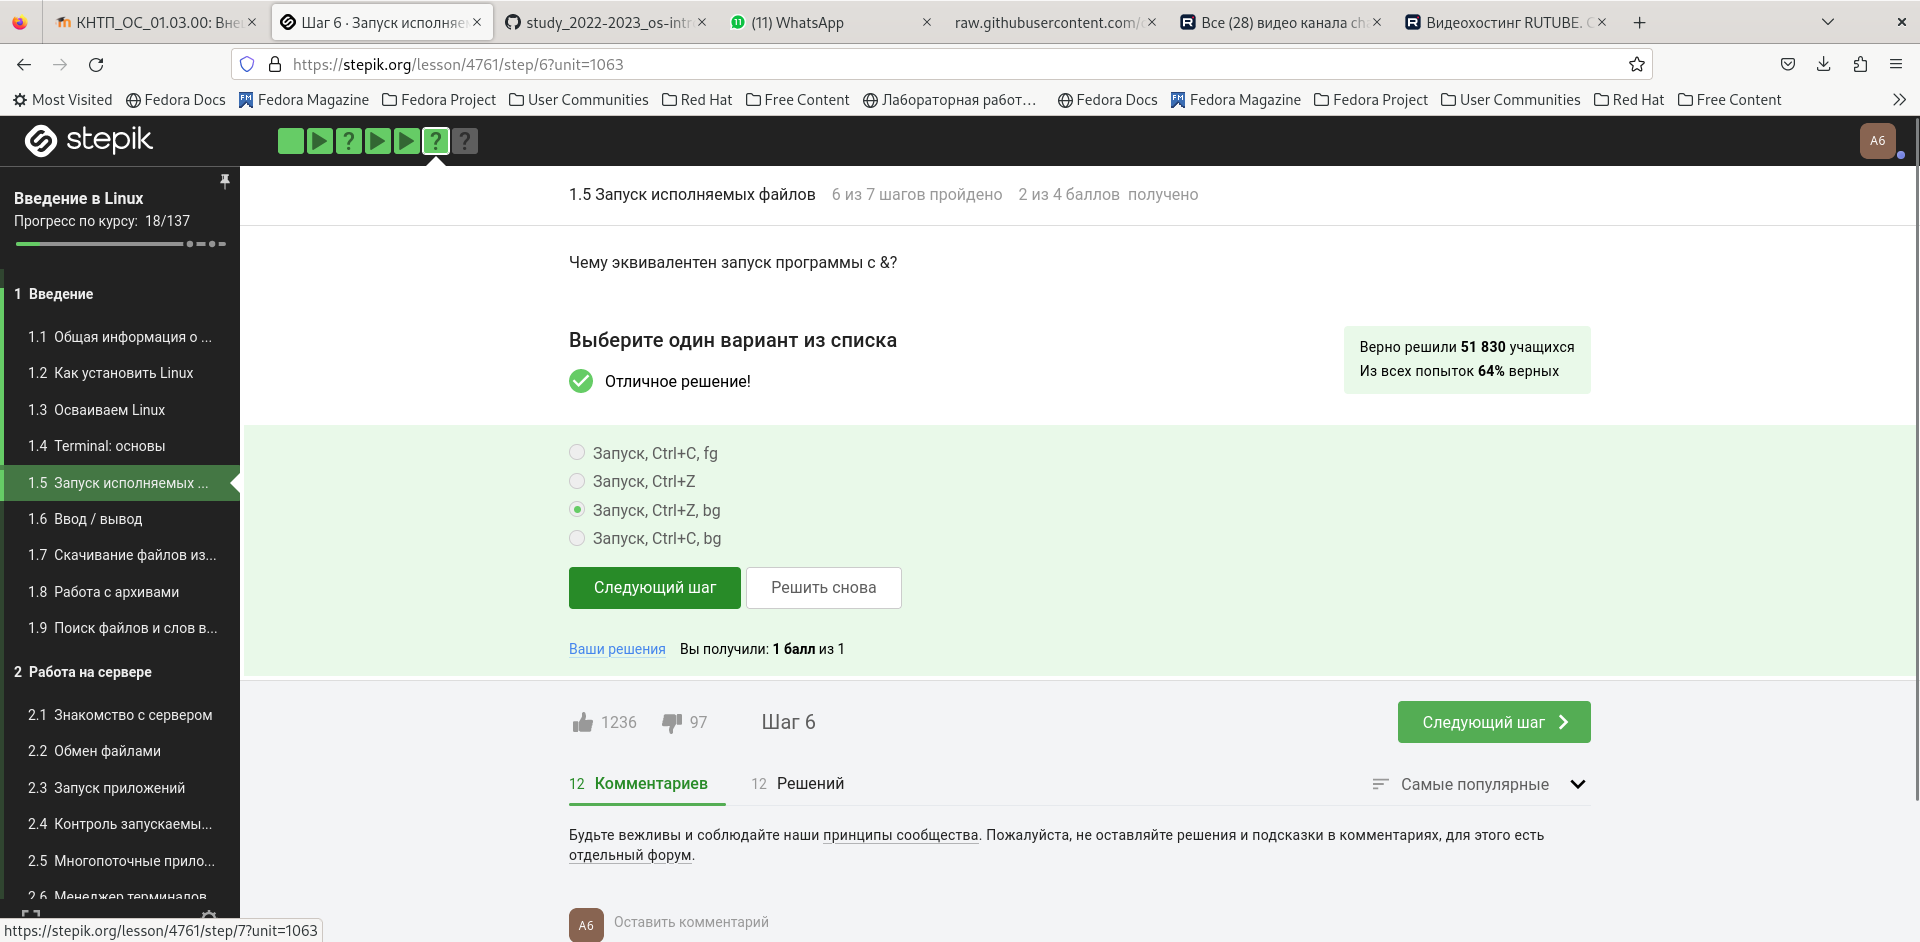 КНТП_ОС_01.03.00: Вне
Шаг 6 · Запуск исполняе
study_2022-2023_os-intr
(11) WhatsApp
raw.githubusercontent.com/
Все (28) видео канала
Видеохостинг RUTUBE.
https://stepik.org/lesson/4761/step/6?unit=1063
Most Visited
Fedora Docs
Fedora Magazine
Fedora Project
User Communities
Red Hat
Free Content
Лабораторная работ…
Fedora Docs
Fedora Magazine
Fedora Project
User Communities
Red Hat
Free Content
stepik
A6
Введение в Linux
Прогресс по курсу: 18/137
1 Введение
1.1 Общая информация о ...
1.2 Как установить Linux
1.3 Осваиваем Linux
1.4 Terminal: основы
1.5 Запуск исполняемых ...
1.6 Ввод / вывод
1.7 Скачивание файлов из...
1.8 Работа с архивами
1.9 Поиск файлов и слов в...
2 Работа на сервере
2.1 Знакомство с сервером
2.2 Обмен файлами
2.3 Запуск приложений
2.4 Контроль запускаемы...
2.5 Многопоточные прило...
2.6 Менеджер терминалов
https://stepik.org/lesson/4761/step/7?unit=1063
1.5 Запуск исполняемых файлов 6 из 7 шагов пройдено 2 из 4 баллов получено
Чему эквивалентен запуск программы с &?
Выберите один вариант из списка
Отличное решение!
Верно решили 51 830 учащихся
Из всех попыток 64% верных
Запуск, Ctrl+C, fg
Запуск, Ctrl+Z
Запуск, Ctrl+Z, bg
Запуск, Ctrl+C, bg
Следующий шаг
Решить снова
Ваши решения Вы получили: 1 балл из 1
1236
97
Шаг 6
Следующий шаг
12 Комментариев
12 Решений
Самые популярные
Будьте вежливы и соблюдайте наши принципы сообщества. Пожалуйста, не оставляйте решения и подсказки в комментариях, для этого есть
отдельный форум.
A6
Оставить комментарий